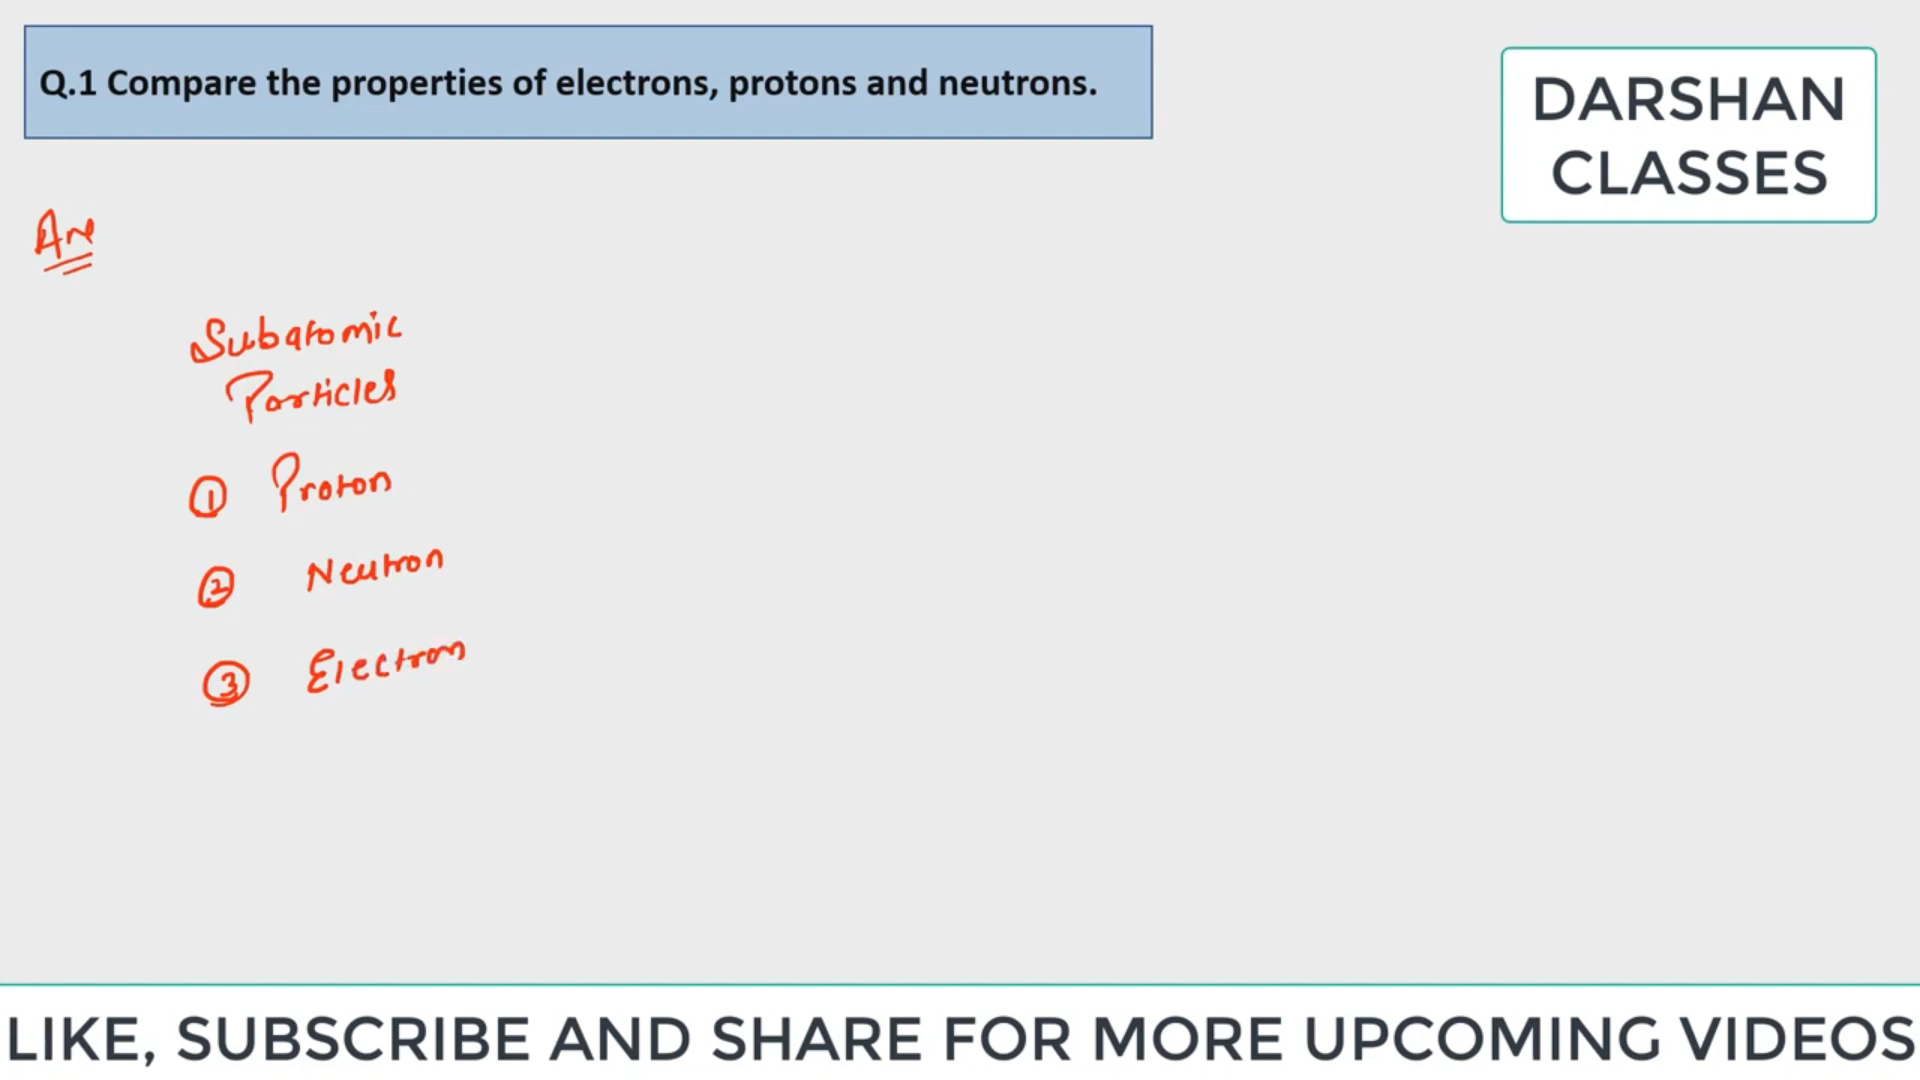 Q.1 Compare the properties of electrons, protons and neutrons.
DARSHAN
CLASSES
Ans
Subatomic
Particles
① Proton
② Neutron
③ Electron
LIKE, SUBSCRIBE AND SHARE FOR MORE UPCOMING VIDEOS